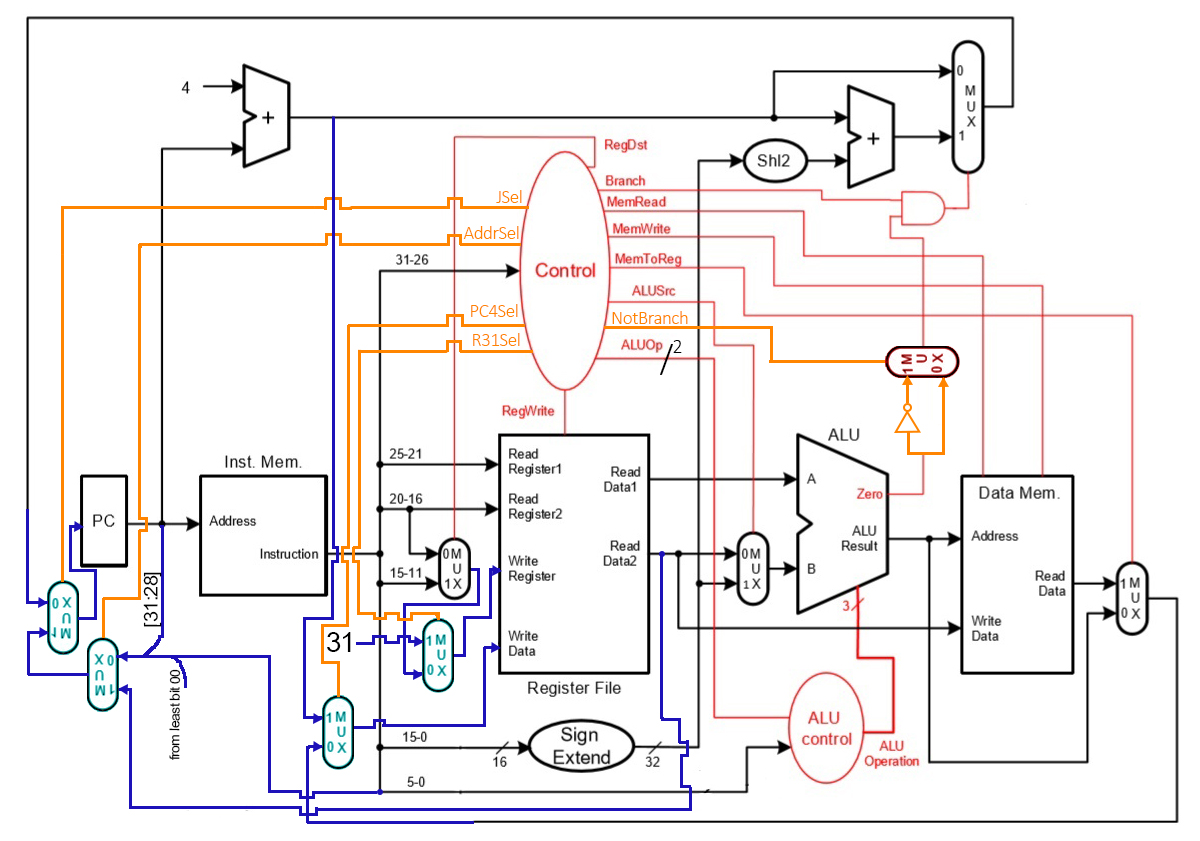 4
+
+
0
M
U
X
1
Shl2
RegDst
Branch
MemRead
MemWrite
MemToReg
ALUSrc
NotBranch
ALUOp
2
JSel
AddrSel
31-26
Control
PC4Sel
R31Sel
RegWrite
1 M
U
0 X
Inst. Mem.
PC
Address
Instruction
25-21
20-16
15-11
0 M
U
1 X
Read
Register1
Read
Register2
Write
Register
Write
Data
Read
Data1
Read
Data2
Register File
ALU
A
B
Zero
ALU
Result
3
0 M
U
1 X
Data Mem.
Address
Read
Data
Write
Data
1 M
U
0 X
0 X
U
1 M
[31:28]
0 X
U
1 M
from least bit 00
31
1 M
U
0 X
1 M
U
0 X
15-0
16
Sign
Extend
32
5-0
ALU
control
ALU
Operation